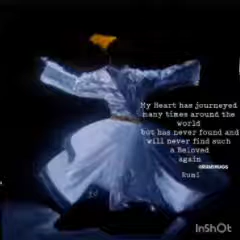 My Heart has journeyed
many times around the
world
but has never found and
will never find such
a Beloved
again
Rumi
InShOt